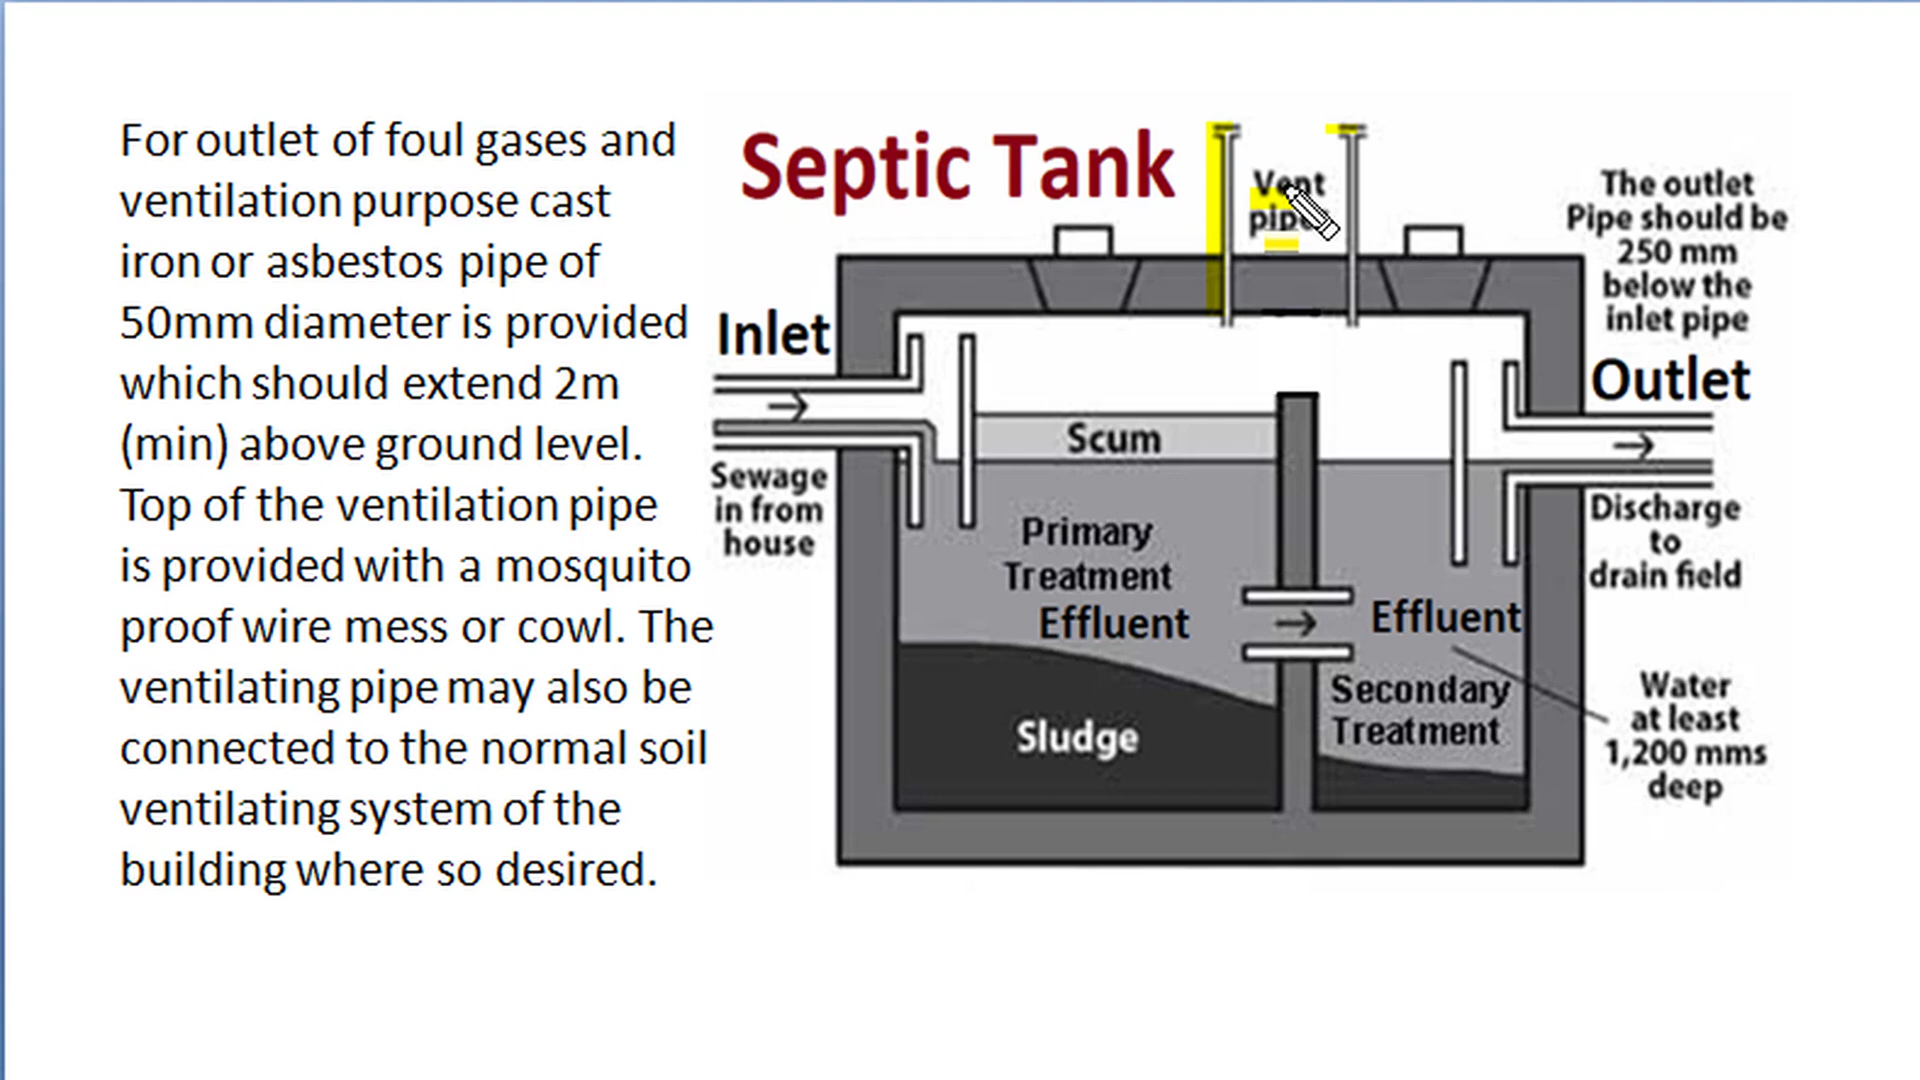 For outlet of foul gases and
ventilation purpose cast
iron or asbestos pipe of
50mm diameter is provided
which should extend 2m
(min) above ground level.
Top of the ventilation pipe
is provided with a mosquito
proof wire mess or cowl. The
ventilating pipe may also be
connected to the normal soil
ventilating system of the
building where so desired.
Septic Tank
Vent
pipes
The outlet
Pipe should be
250 mm
below the
inlet pipe
Inlet
Outlet
Scum
Sewage
in from
house
Primary
Treatment
Effluent
Discharge
to
drain field
Effluent
Secondary
Treatment
Sludge
Water
at least
1,200 mms
deep